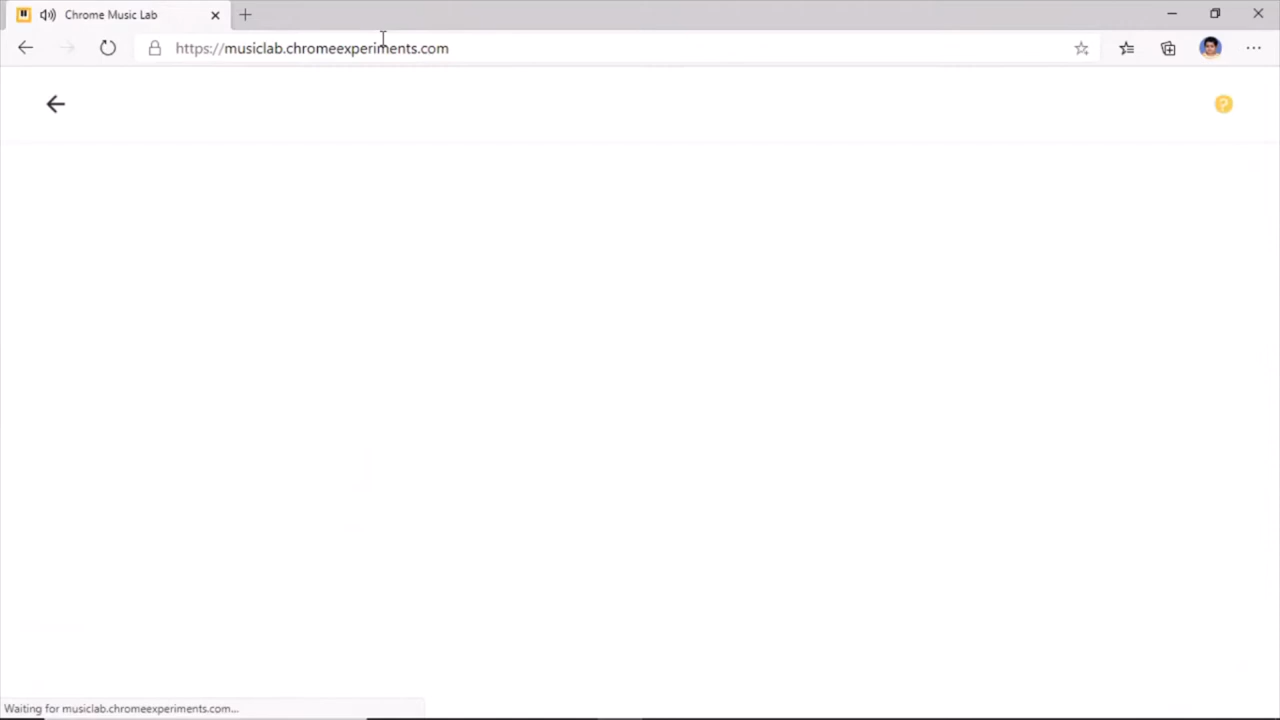 Chrome Music Lab
https://musiclab.chromeexperiments.com
?
Waiting for musiclab.chromeexperiments.com...